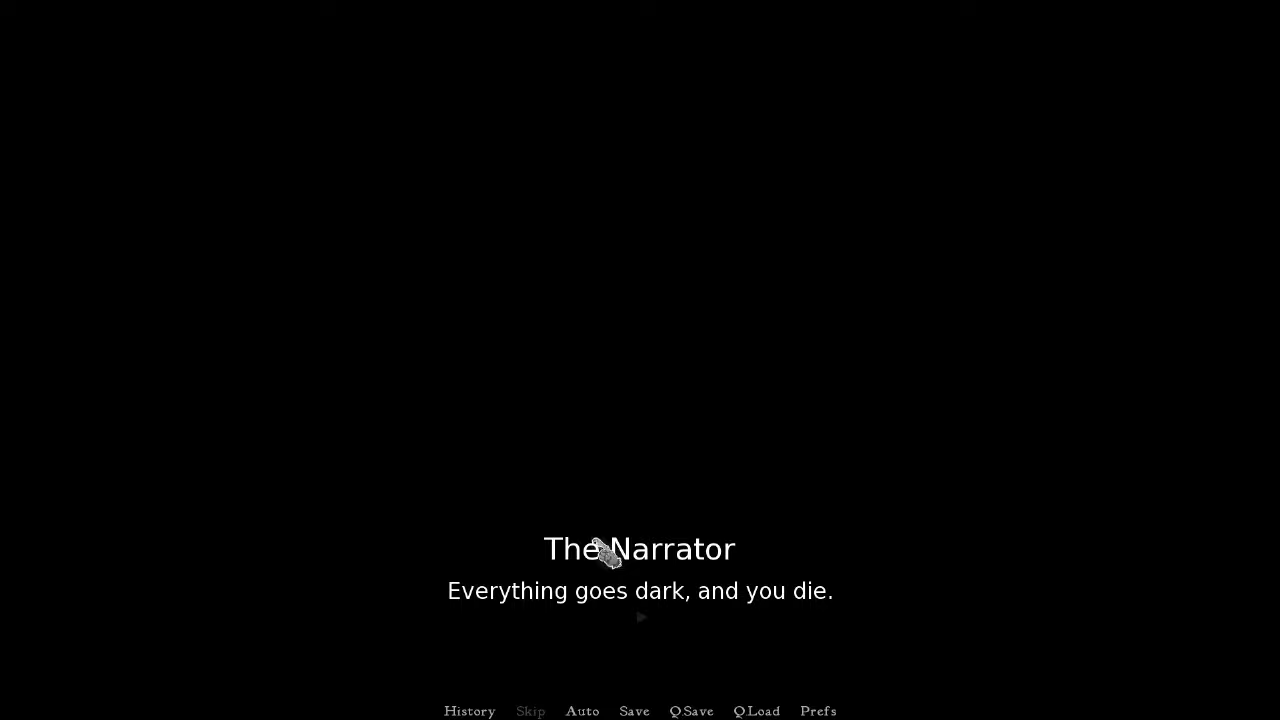 The Narrator
Everything goes dark, and you die.
History Skip Auto Save Q.Save Q.Load Prefs